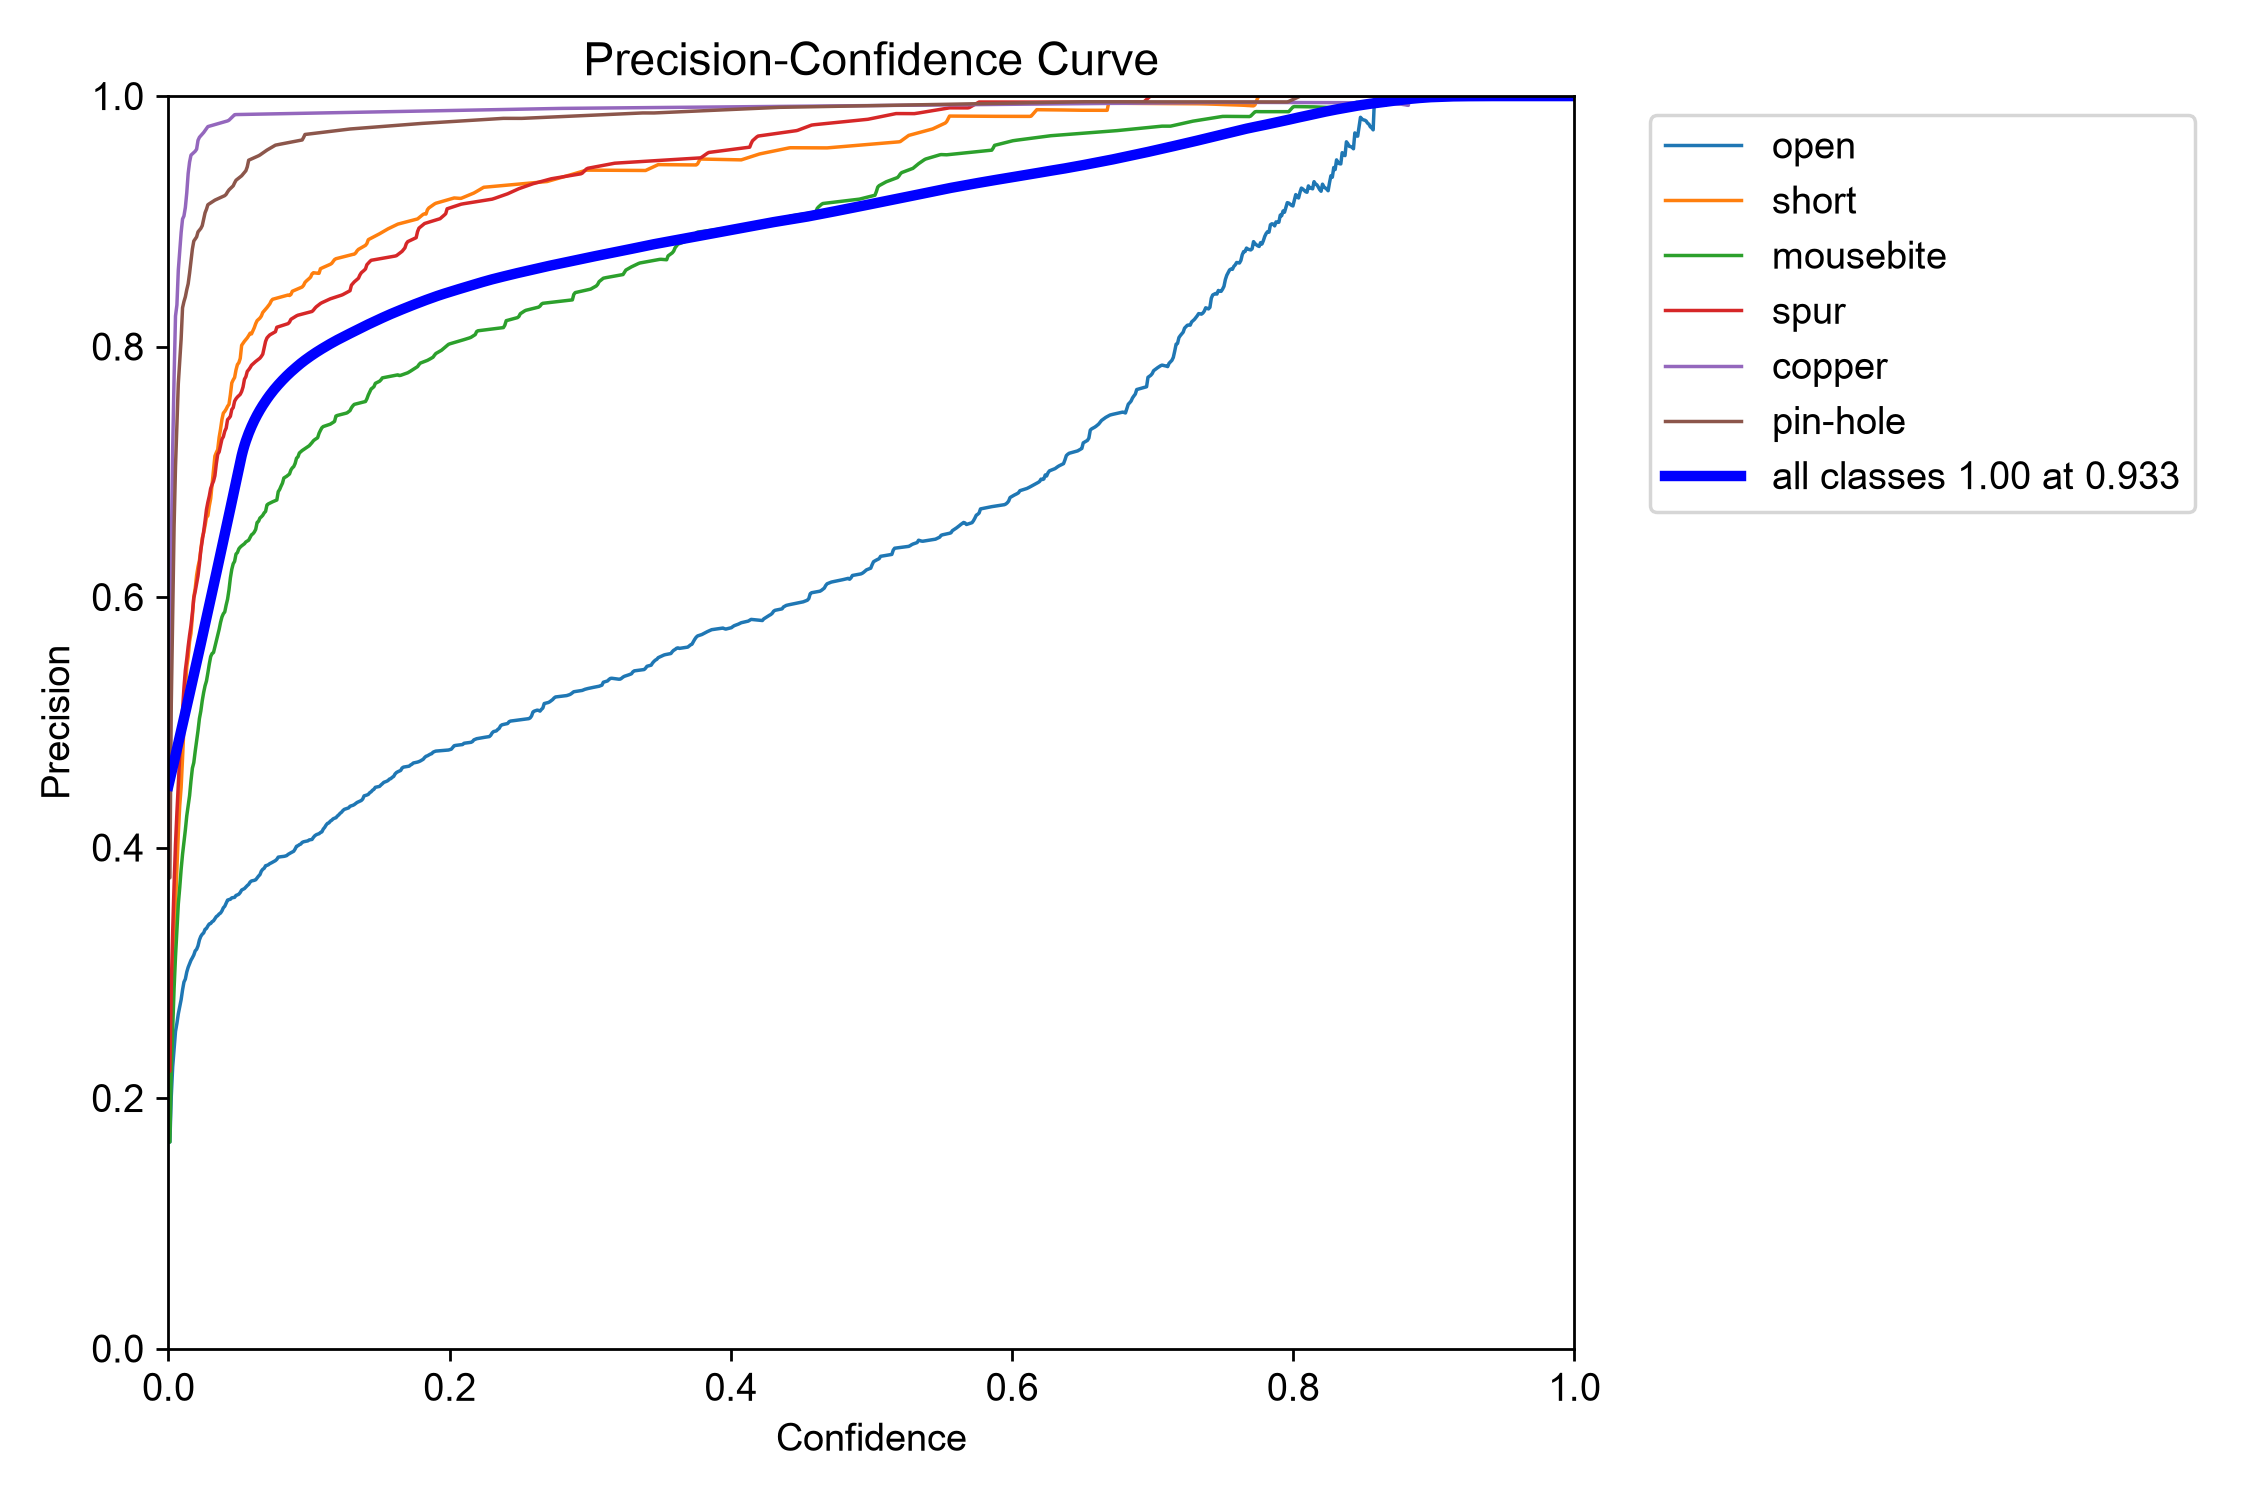 Precision-Confidence Curve
1.0
0.8
0.6
0.4
0.2
0.0
Precision
0.0 0.2 0.4 0.6 0.8 1.0
Confidence
open
short
mousebite
spur
copper
pin-hole
all classes 1.00 at 0.933